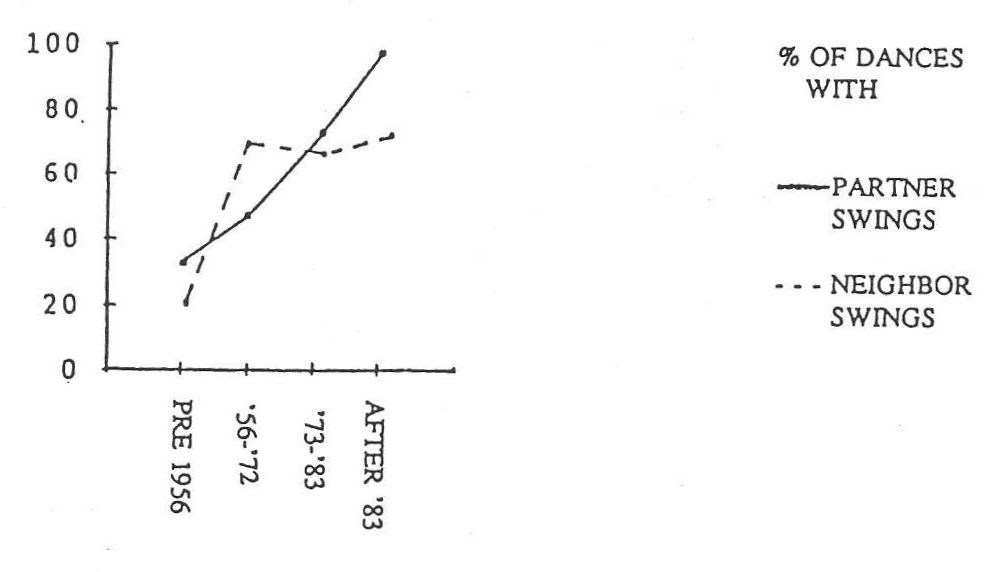 100
80
60
40
20
0
PRE 1956
'56-'72
'73-'83
AFTER '83
% OF DANCES
WITH
PARTNER
SWINGS
NEIGHBOR
SWINGS